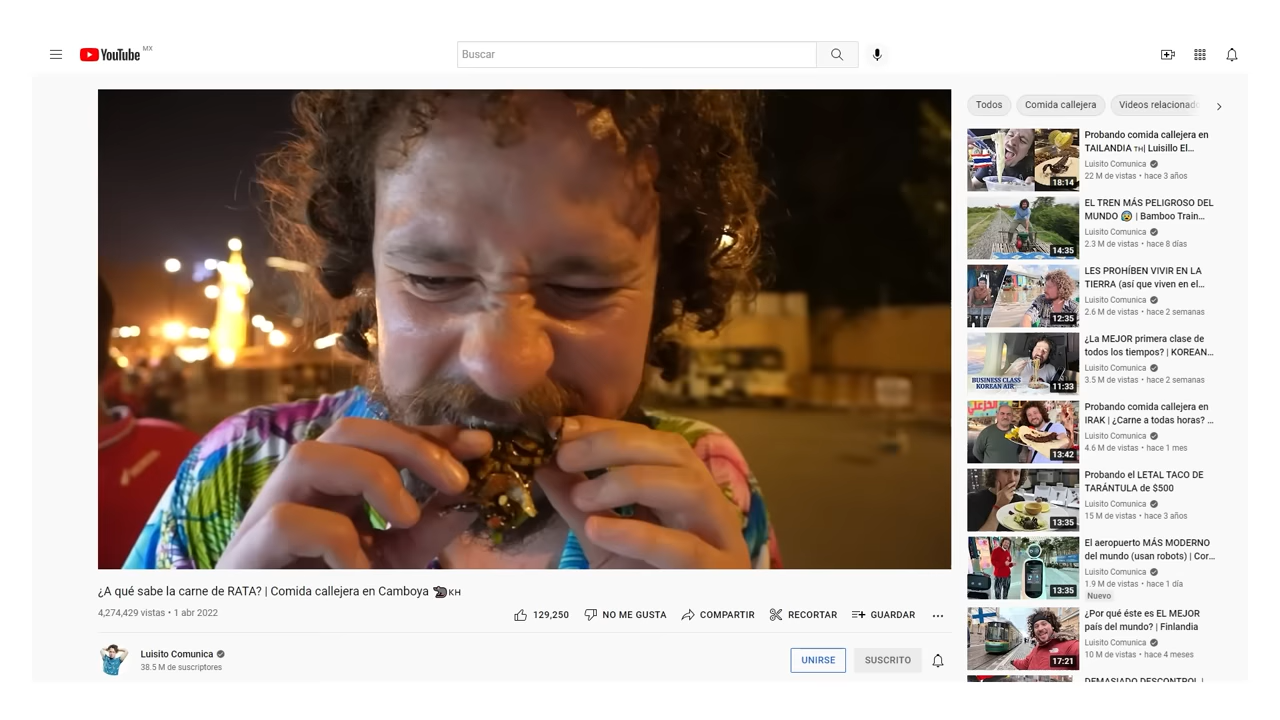 YouTube MX
Buscar
¿A qué sabe la carne de RATA? | Comida callejera en Camboya 🐀 KH
4,274,429 vistas • 1 abr 2022
129,250
NO ME GUSTA
COMPARTIR
RECORTAR
GUARDAR
Luisito Comunica
38.5 M de suscriptores
UNIRSE
SUSCRITO
Todos
Comida callejera
Videos relacionado
Probando comida callejera en
TAILANDIA TH| Luisillo El...
Luisito Comunica
22 M de vistas • hace 3 años
18:14
EL TREN MÁS PELIGROSO DEL
MUNDO 🤣 | Bamboo Train...
Luisito Comunica
2.3 M de vistas • hace 8 días
14:35
LES PROHÍBEN VIVIR EN LA
TIERRA (así que viven en el...
Luisito Comunica
2.6 M de vistas • hace 2 semanas
12:35
¿La MEJOR primera clase de
todos los tiempos? | KOREAN...
Luisito Comunica
3.5 M de vistas • hace 2 semanas
BUSINESS CLASS
KOREAN AIR
11:33
Probando comida callejera en
IRAK | ¿Carne a todas horas? ...
Luisito Comunica
4.6 M de vistas • hace 1 mes
13:42
Probando el LETAL TACO DE
TARÁNTULA de $500
Luisito Comunica
15 M de vistas • hace 3 años
13:35
El aeropuerto MÁS MODERNO
del mundo (usan robots) | Cor...
Luisito Comunica
1.9 M de vistas • hace 1 día
Nuevo
13:35
¿Por qué éste es EL MEJOR
país del mundo? | Finlandia
Luisito Comunica
10 M de vistas • hace 4 meses
17:21
DEMASIADO DESCONTROL |